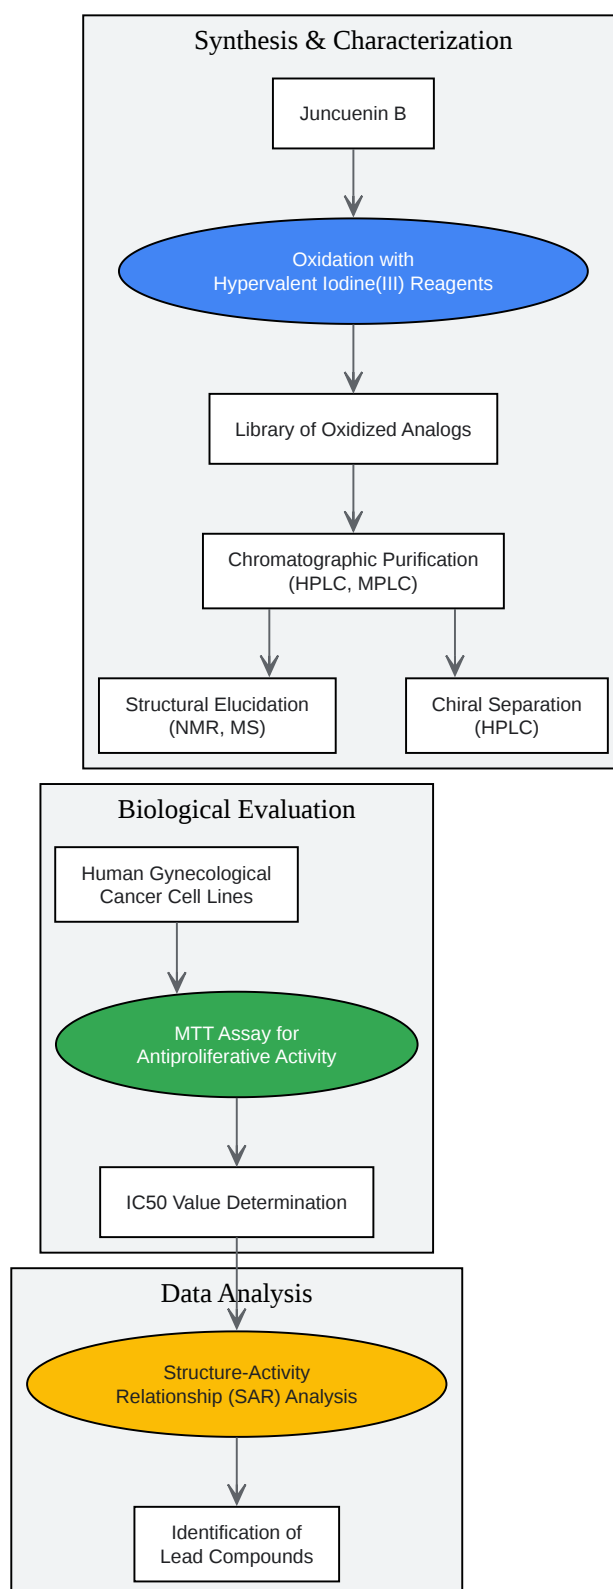 Synthesis & Characterization
Juncuenin B
Oxidation with
Hypervalent Iodine(III) Reagents
Library of Oxidized Analogs
Chromatographic Purification
(HPLC, MPLC)
Structural Elucidation
(NMR, MS)
Chiral Separation
(HPLC)
Biological Evaluation
Human Gynecological
Cancer Cell Lines
MTT Assay for
Antiproliferative Activity
IC50 Value Determination
Data Analysis
Structure-Activity
Relationship (SAR) Analysis
Identification of
Lead Compounds